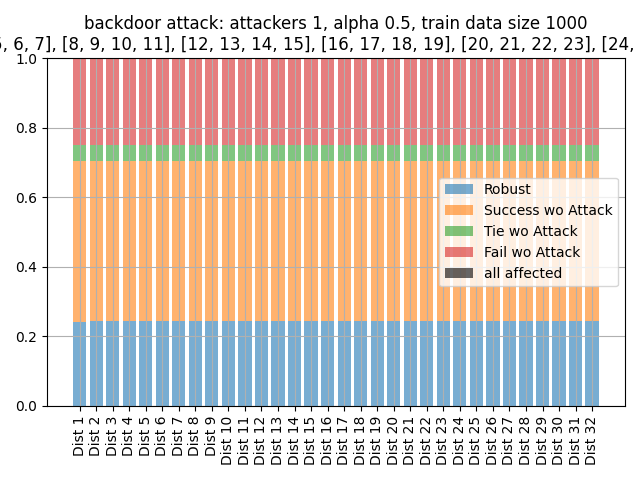 backdoor attack: attackers 1, alpha 0.5, train data size 1000
6, 7], [8, 9, 10, 11], [12, 13, 14, 15], [16, 17, 18, 19], [20, 21, 22, 23], [24,
1.0
0.8
0.6
0.4
0.2
0.0
Robust
Success wo Attack
Tie wo Attack
Fail wo Attack
all affected
Dist 1
Dist 2
Dist 3
Dist 4
Dist 5
Dist 6
Dist 7
Dist 8
Dist 9
Dist 10
Dist 11
Dist 12
Dist 13
Dist 14
Dist 15
Dist 16
Dist 17
Dist 18
Dist 19
Dist 20
Dist 21
Dist 22
Dist 23
Dist 24
Dist 25
Dist 26
Dist 27
Dist 28
Dist 29
Dist 30
Dist 31
Dist 32